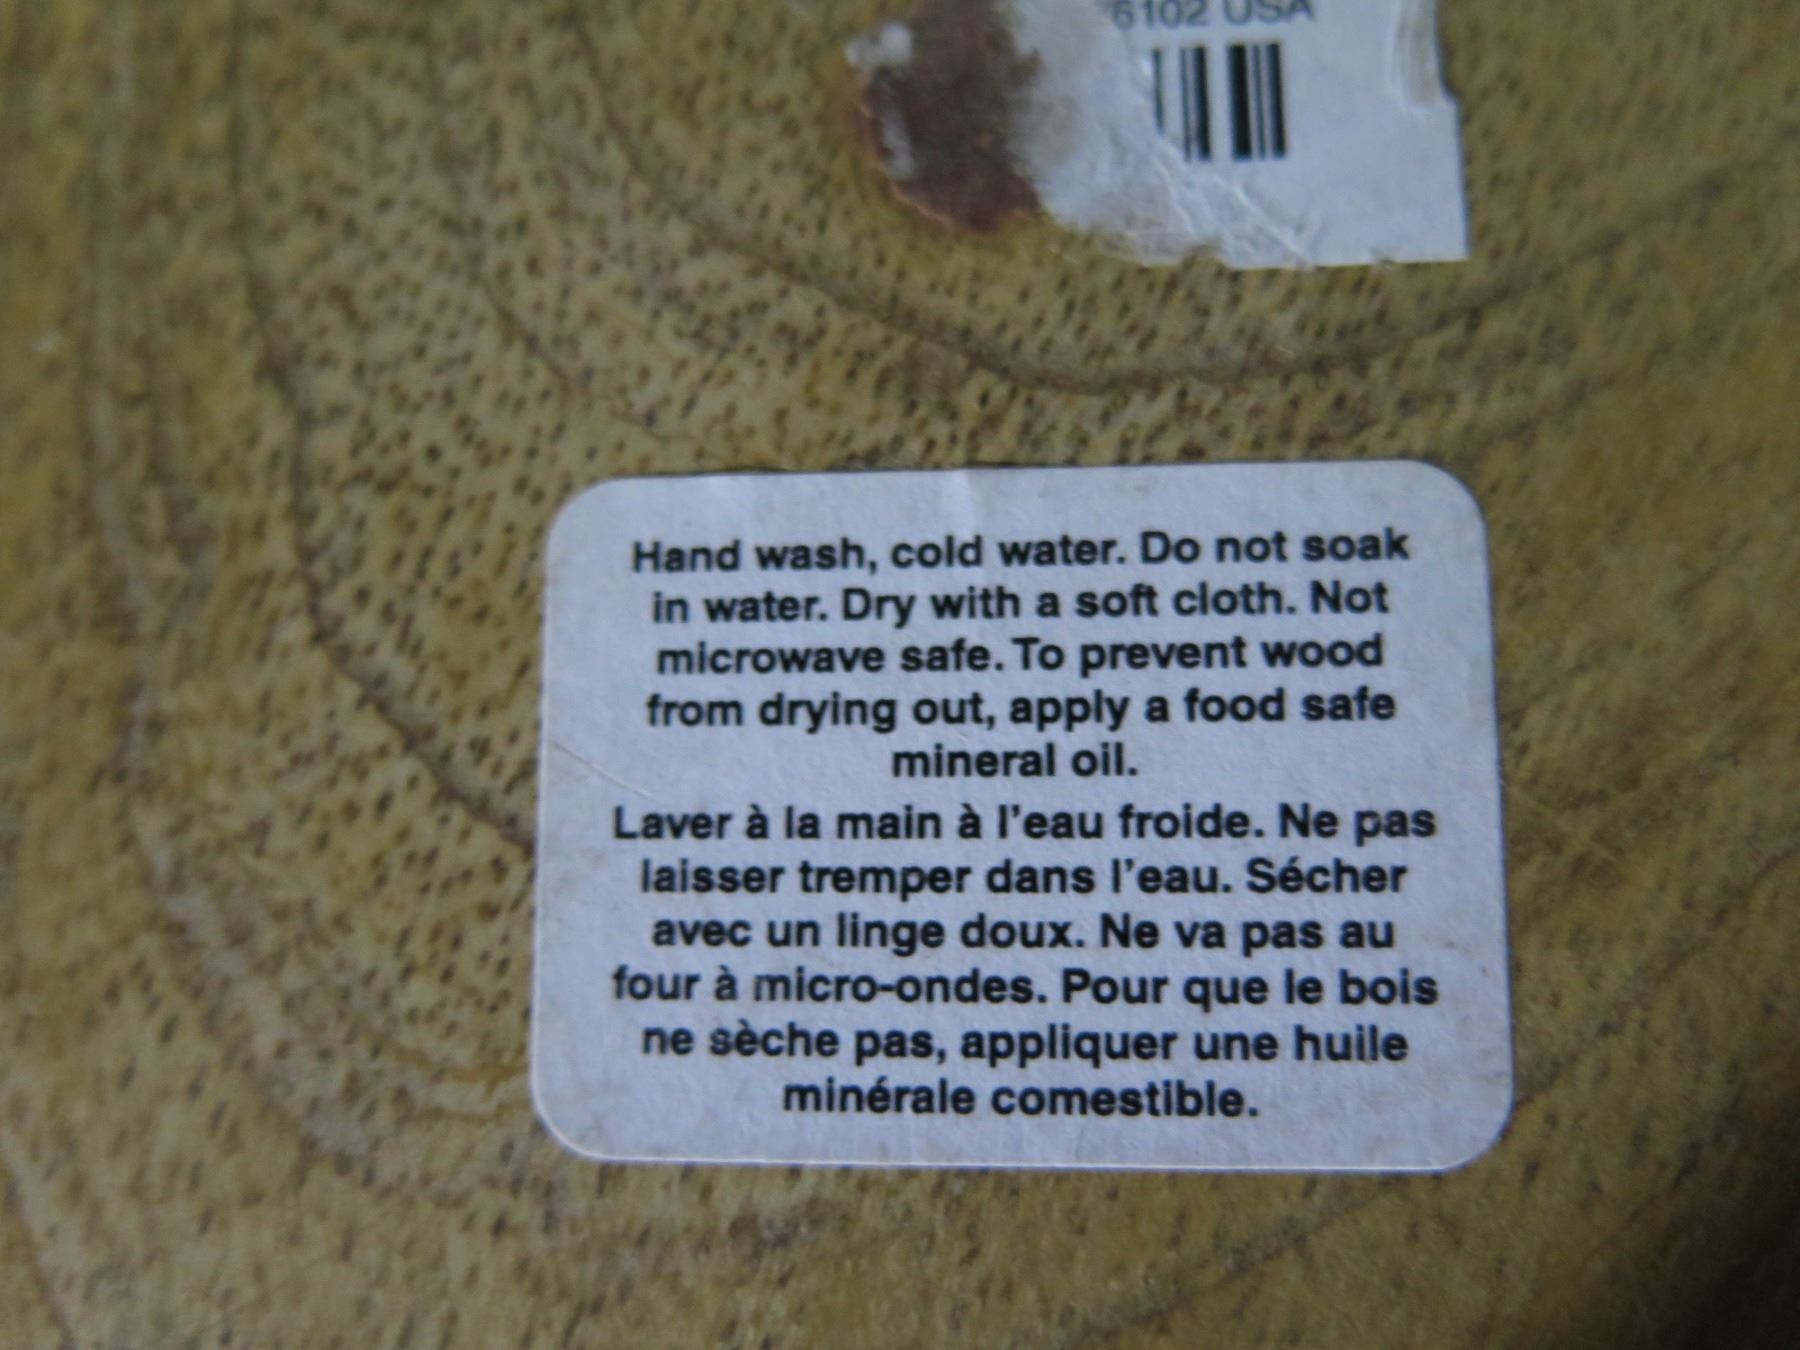 6102 USA
Hand wash, cold water. Do not soak
in water. Dry with a soft cloth. Not
microwave safe. To prevent wood
from drying out, apply a food safe
mineral oil.
Laver à la main à l'eau froide. Ne pas
laisser tremper dans l'eau. Sécher
avec un linge doux. Ne va pas au
four à micro-ondes. Pour que le bois
ne sèche pas, appliquer une huile
minérale comestible.